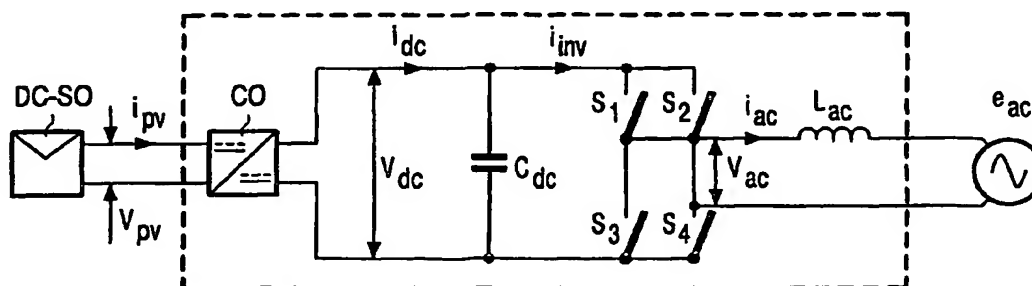 DC-SO
i_pv
V_pv
CO
i_dc
V_dc
C_dc
i_inv
S_1
S_2
S_3
S_4
i_ac
V_ac
L_ac
e_ac